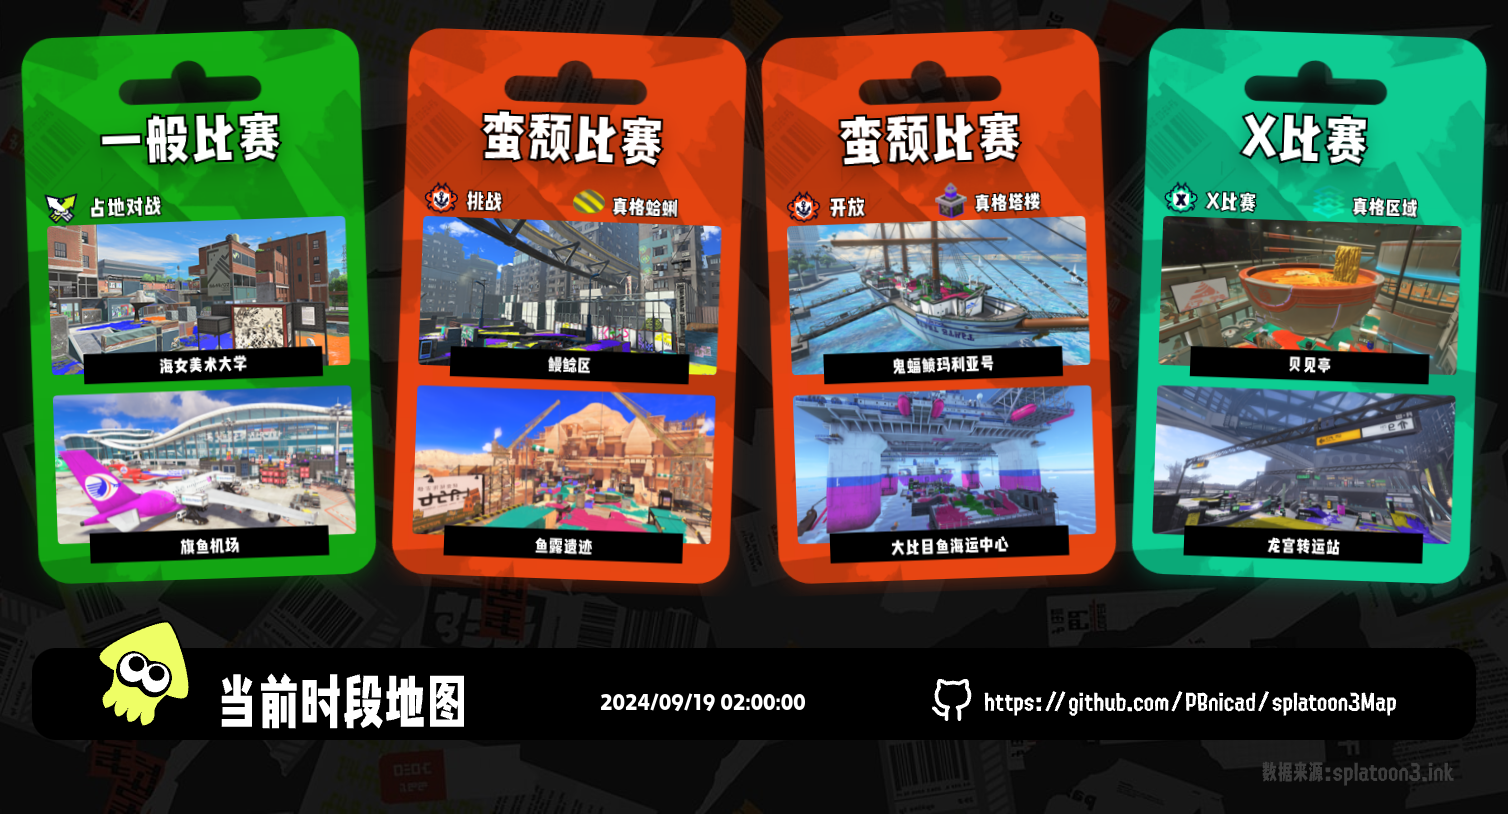 一般比赛
占地对战
海女美术大学
旗鱼机场
蛮颓比赛
挑战
真格蛤蜊
鳗鲶区
鱼露遗迹
蛮颓比赛
开放
真格塔楼
鬼蝠鲼玛利亚号
大比目鱼海运中心
X比赛
X比赛
真格区域
贝见亭
龙宫转运站
当前时段地图
2024/09/19 02:00:00
https://github.com/PBnicad/splatoon3Map
数据来源:splatoon3.ink